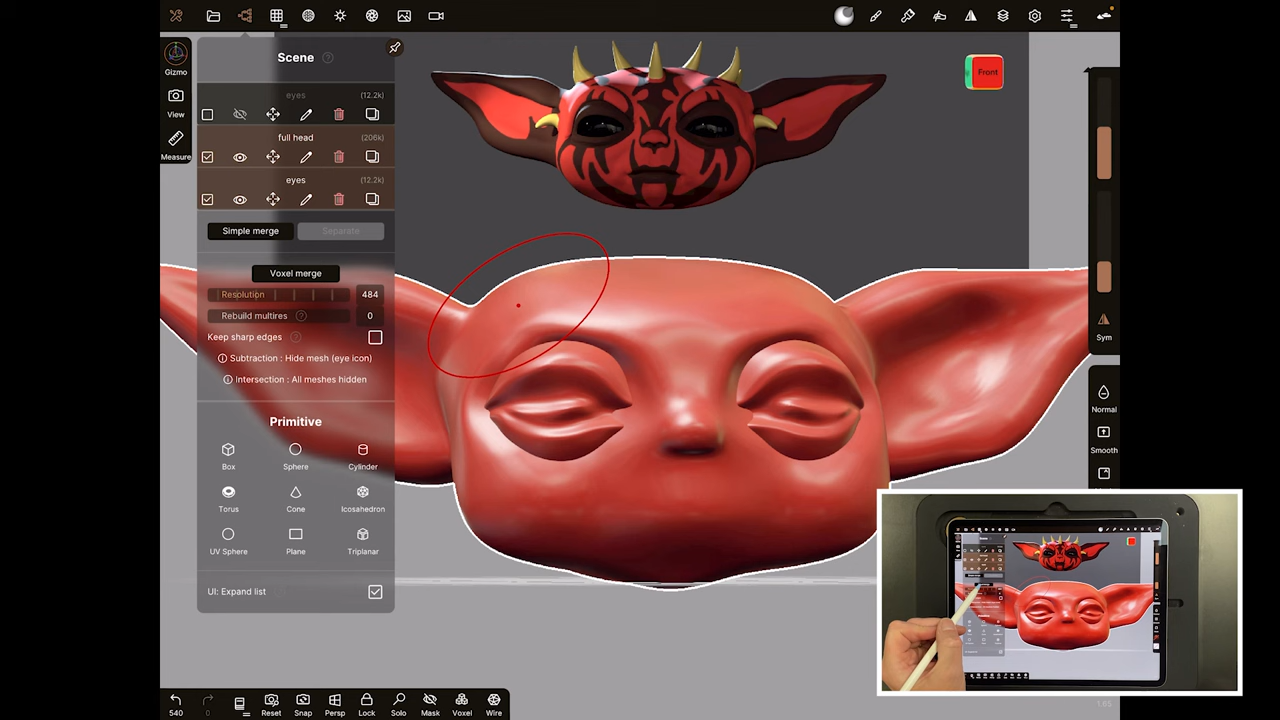 Scene
Front
Gizmo
eyes (12.2k)
View
full head (206k)
Measure
eyes (12.2k)
Simple merge Separate
Voxel merge
Resolution 484
Rebuild multires 0
Keep sharp edges
Subtraction : Hide mesh (eye icon)
Intersection : All meshes hidden
Sym
Primitive
Normal
Box Sphere Cylinder
Smooth
Torus Cone Icosahedron
UV Sphere Plane Triplanar
UI: Expand list
540 0 Reset Snap Persp Lock Solo Mask Voxel Wire
1.65